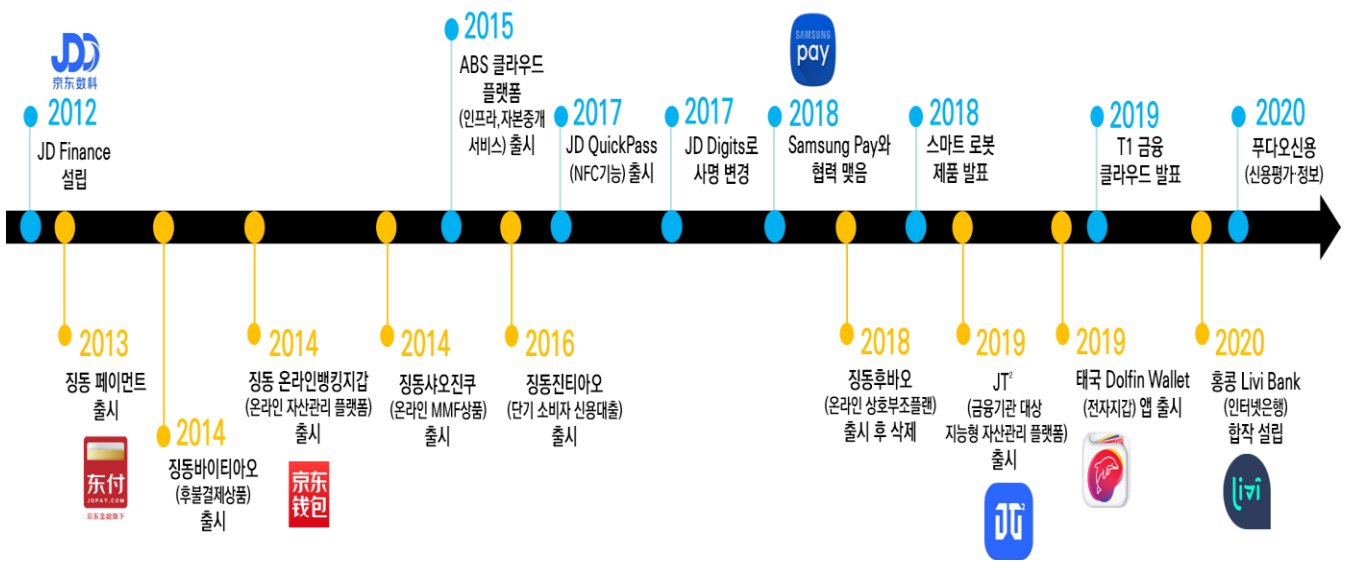 JDD
京东数科
2012
JD Finance
설립
2015
ABS 클라우드
플랫폼
(인프라,자본중개
서비스) 출시
2017
JD QuickPass
(NFC기능) 출시
2017
JD Digits로
사명 변경
SAMSUNG
pay
2018
Samsung Pay와
협력 맺음
2018
스마트 로봇
제품 발표
2019
T1 금융
클라우드 발표
2020
푸다오신용
(신용평가·정보)
2013
징동 페이먼트
출시
东付
JDPAY.COM
京东金融旗下
2014
징동바이티아오
(후불결제상품)
출시
2014
징동 온라인뱅킹지갑
(온라인 자산관리 플랫폼)
출시
京东
钱包
2014
징동샤오진쿠
(온라인 MMF상품)
출시
2016
징동진티아오
(단기 소비자 신용대출)
출시
2018
징동후바오
(온라인 상호부조플랜)
출시 후 삭제
2019
JT²
(금융기관 대상
지능형 자산관리 플랫폼)
출시
JT²
2019
태국 Dolfin Wallet
(전자지갑) 앱 출시
2020
홍콩 Livi Bank
(인터넷은행)
합작 설립
livi